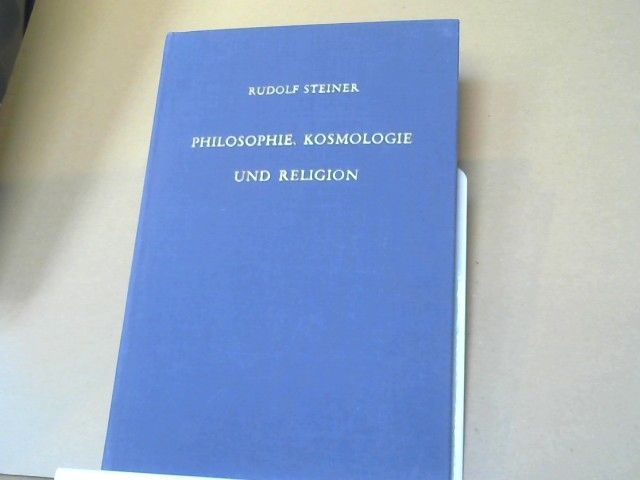 RUDOLF STEINER
PHILOSOPHIE, KOSMOLOGIE
UND RELIGION